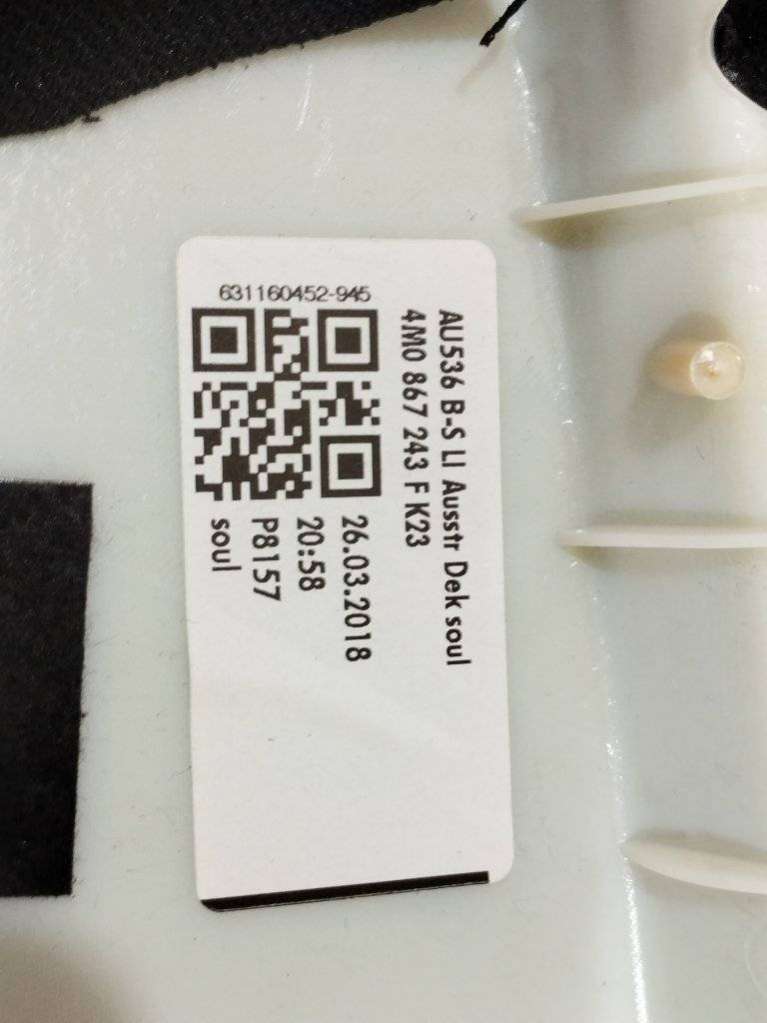 AU536 B-S LI Ausstr Dek soul
4M0 867 243 F K23
631160452-945
26.03.2018
20:58
P8157
soul